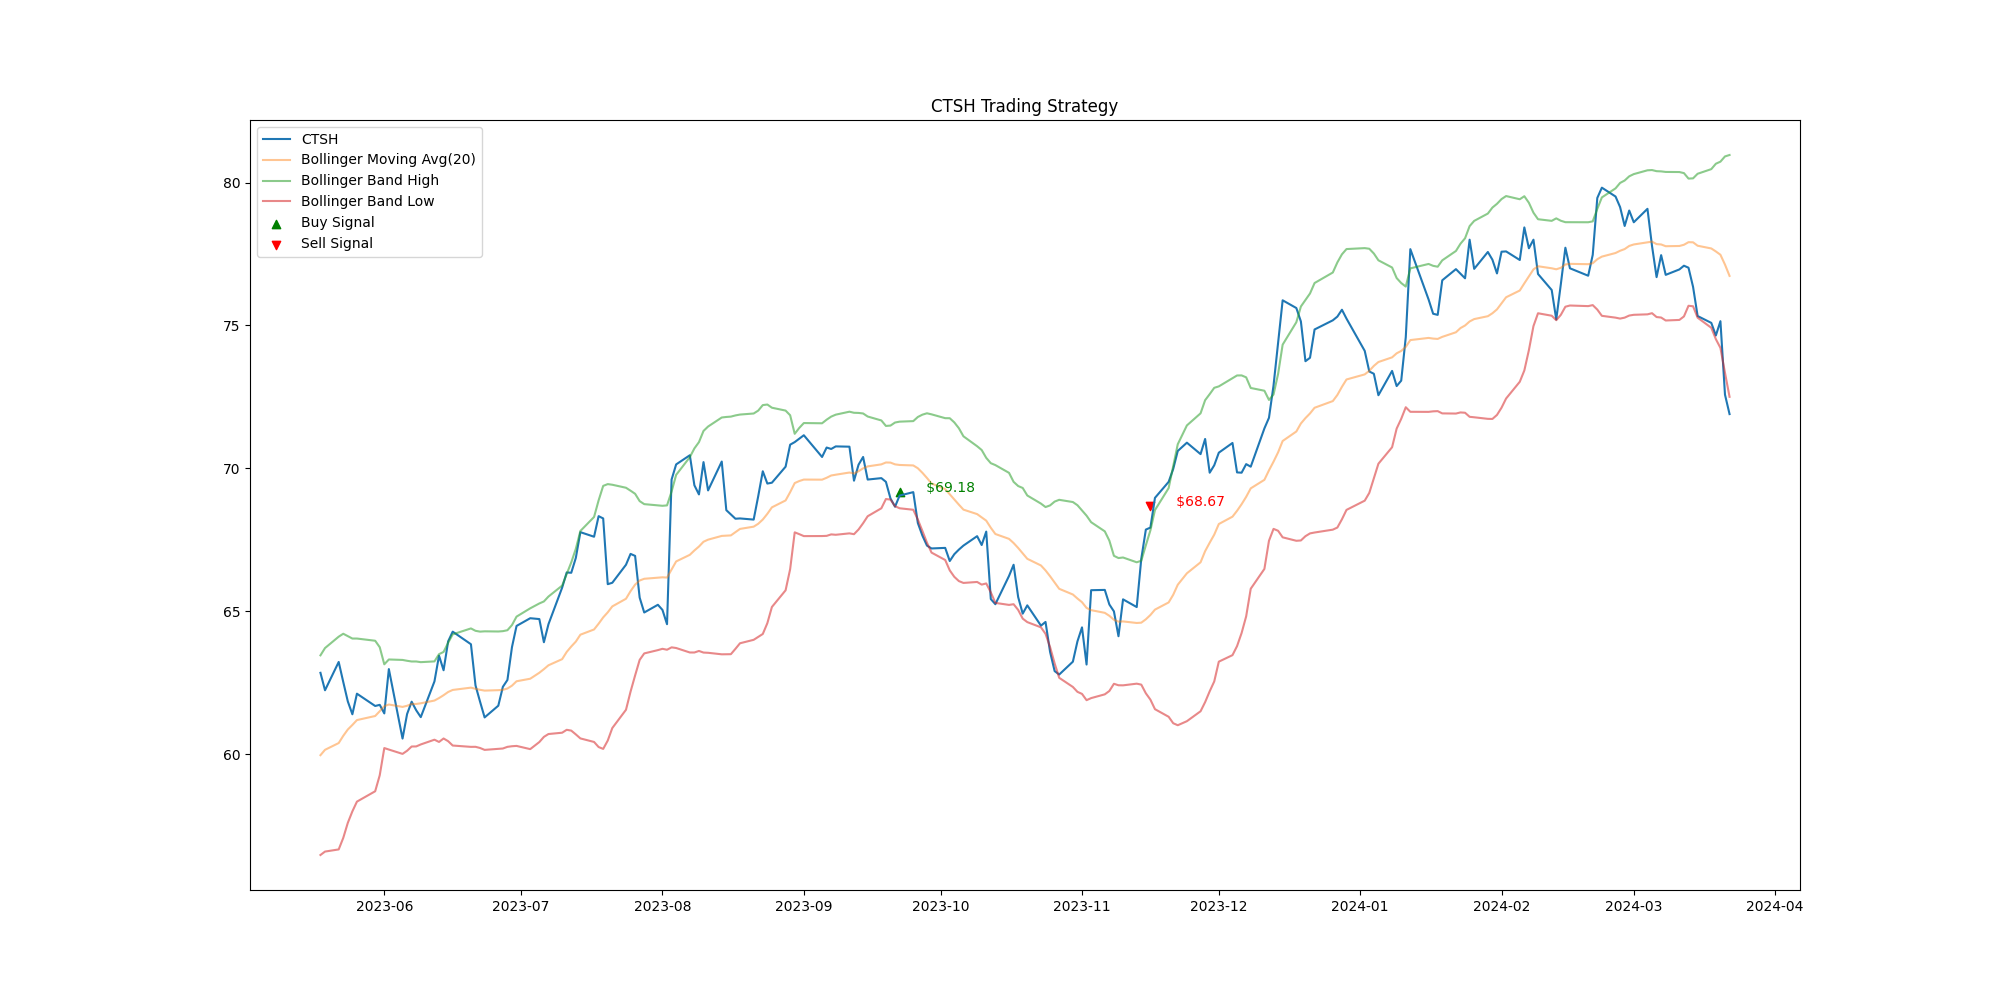 CTSH Trading Strategy
CTSH
Bollinger Moving Avg(20)
Bollinger Band High
Bollinger Band Low
Buy Signal
Sell Signal
80
75
70
65
60
$69.18
$68.67
2023-06 2023-07 2023-08 2023-09 2023-10 2023-11 2023-12 2024-01 2024-02 2024-03 2024-04